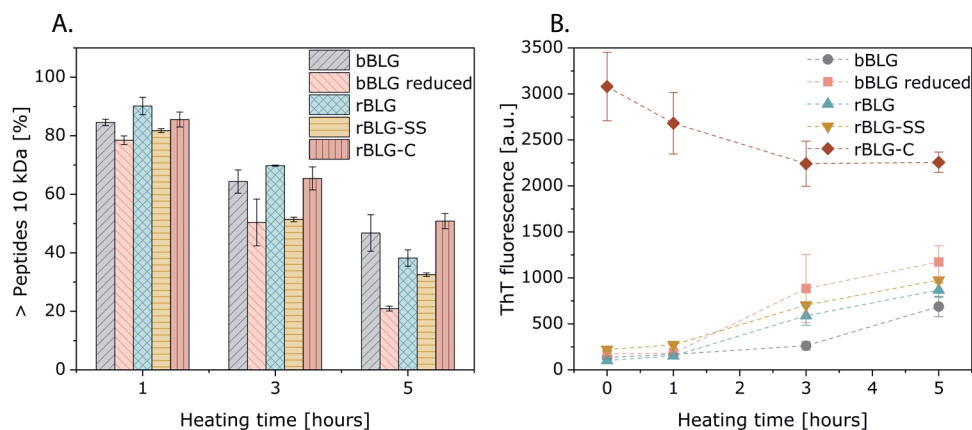 A.
> Peptides 10 kDa [%]
100
80
60
40
20
0
1
3
5
Heating time [hours]
bBLG
bBLG reduced
rBLG
rBLG-SS
rBLG-C
B.
ThT fluorescence [a.u.]
3500
3000
2500
2000
1500
1000
500
0
0
1
2
3
4
5
Heating time [hours]
bBLG
bBLG reduced
rBLG
rBLG-SS
rBLG-C